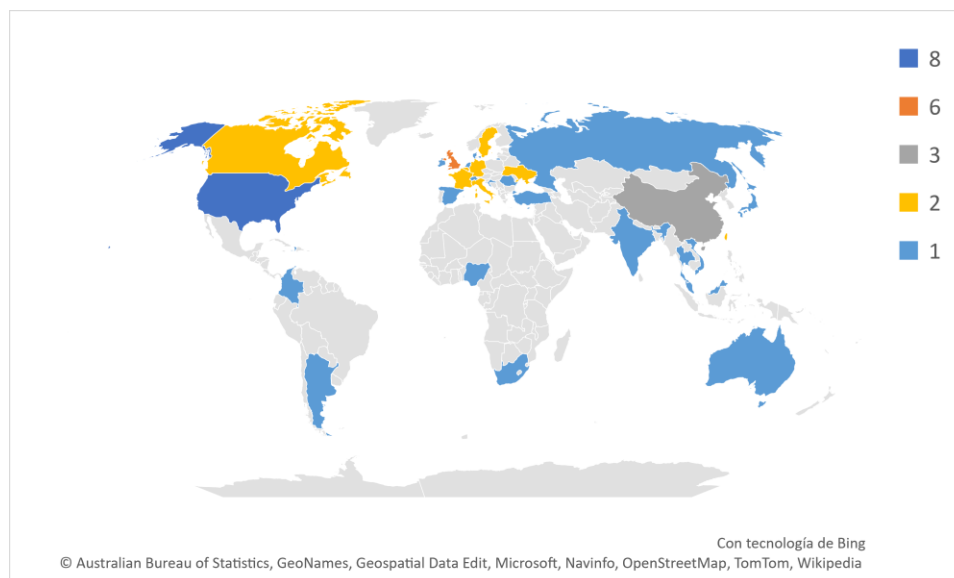 8
6
3
2
1
Con tecnología de Bing
© Australian Bureau of Statistics, GeoNames, Geospatial Data Edit, Microsoft, Navinfo, OpenStreetMap, TomTom, Wikipedia